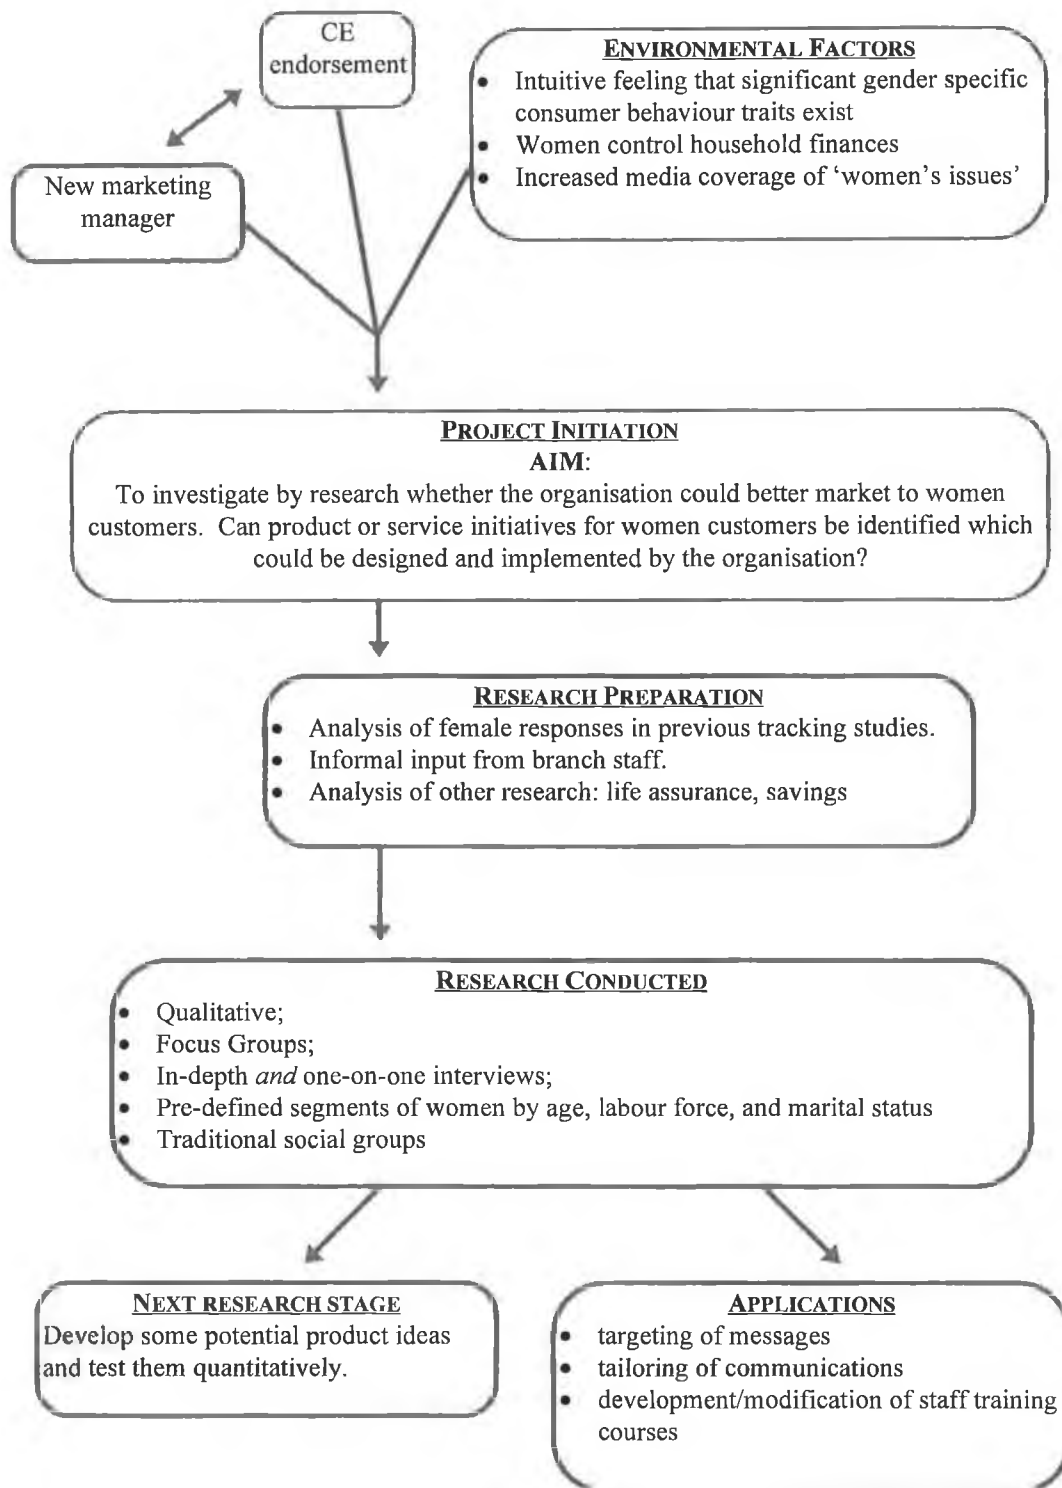 CE
endorsement
New marketing
manager
ENVIRONMENTAL FACTORS
• Intuitive feeling that significant gender specific
consumer behaviour traits exist
• Women control household finances
• Increased media coverage of ‘women’s issues’
PROJECT INITIATION
AIM:
To investigate by research whether the organisation could better market to women
customers. Can product or service initiatives for women customers be identified which
could be designed and implemented by the organisation?
RESEARCH PREPARATION
• Analysis of female responses in previous tracking studies.
• Informal input from branch staff.
• Analysis of other research: life assurance, savings
RESEARCH CONDUCTED
• Qualitative;
• Focus Groups;
• In-depth and one-on-one interviews;
• Pre-defined segments of women by age, labour force, and marital status
• Traditional social groups
NEXT RESEARCH STAGE
Develop some potential product ideas
and test them quantitatively.
APPLICATIONS
• targeting of messages
• tailoring of communications
• development/modification of staff training
courses